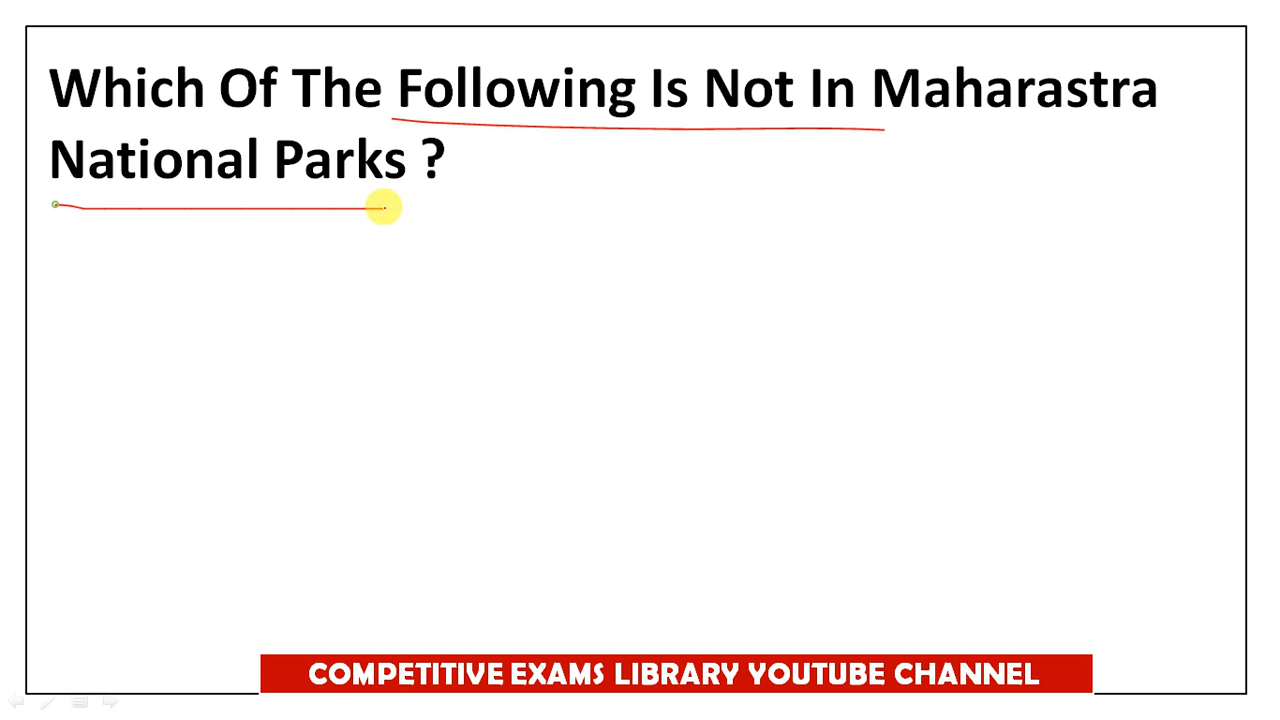 Which Of The Following Is Not In Maharastra
National Parks ?
COMPETITIVE EXAMS LIBRARY YOUTUBE CHANNEL